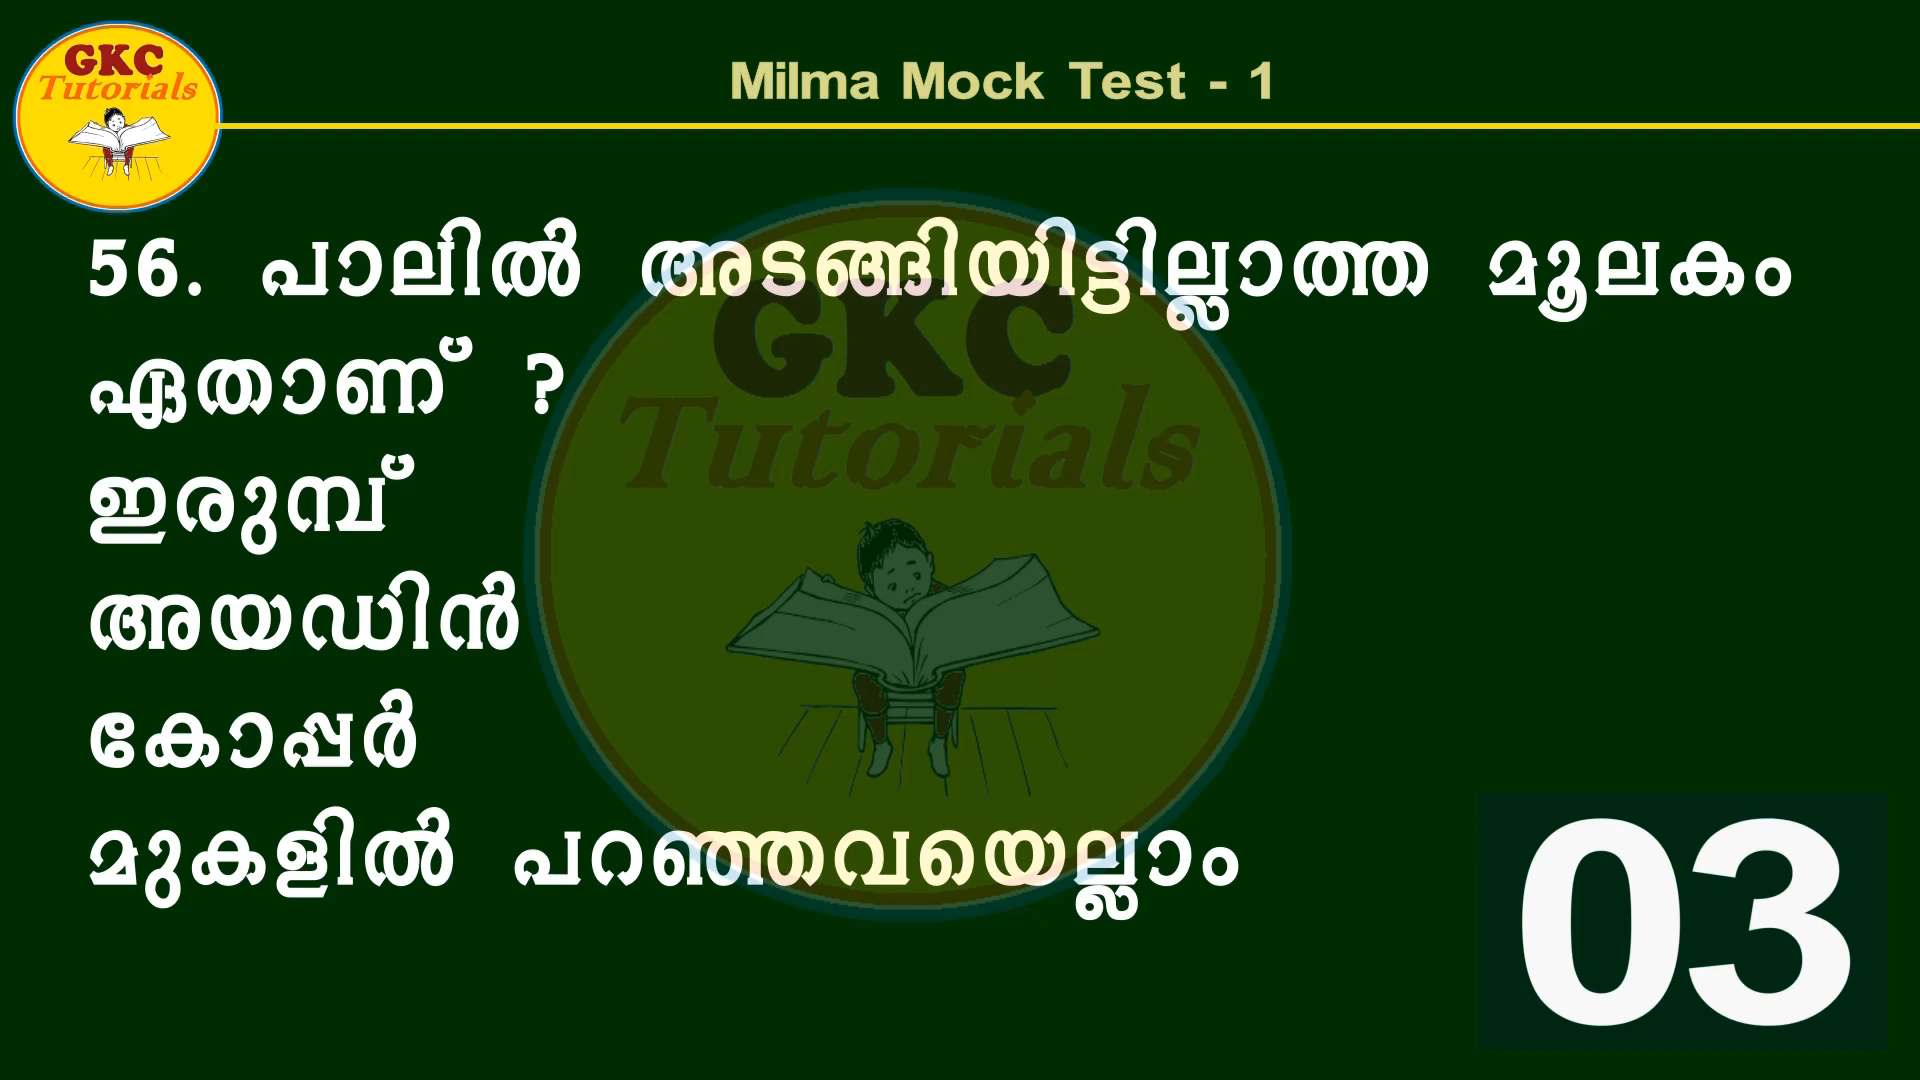 GKC
Tutorials
Milma Mock Test - 1
56. പാലിൽ അടങ്ങിയിട്ടില്ലാത്ത മൂലകം
ഏതാണ് ?
ഇരുമ്പ്
അയഡിൻ
കോപ്പർ
മുകളിൽ പറഞ്ഞവയെല്ലാം
GKC
Tutorials
03